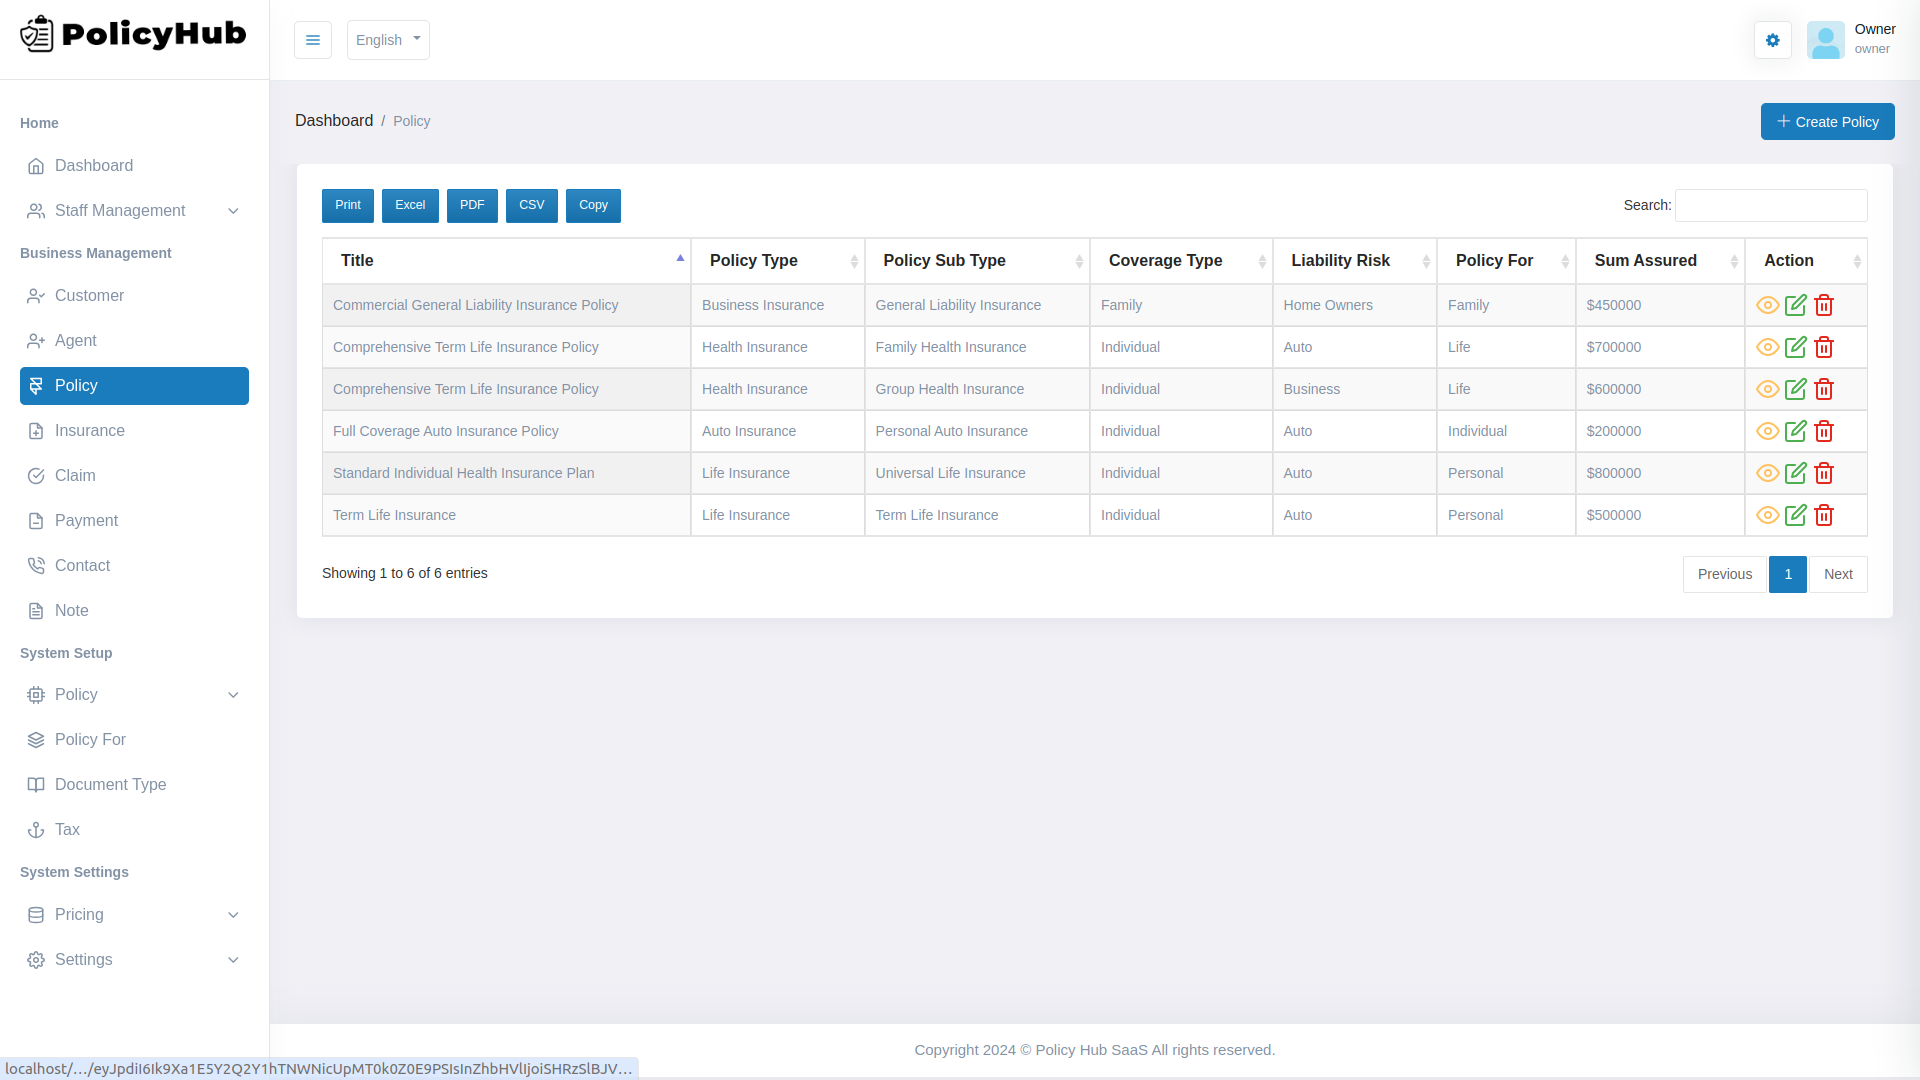 PolicyHub
English
Owner
owner
Home
Dashboard
Staff Management
Business Management
Customer
Agent
Policy
Insurance
Claim
Payment
Contact
Note
System Setup
Policy
Policy For
Document Type
Tax
System Settings
Pricing
Settings
Dashboard / Policy
Create Policy
Print Excel PDF CSV Copy
Search:
Title Policy Type Policy Sub Type Coverage Type Liability Risk Policy For Sum Assured Action
Commercial General Liability Insurance Policy Business Insurance General Liability Insurance Family Home Owners Family $450000
Comprehensive Term Life Insurance Policy Health Insurance Family Health Insurance Individual Auto Life $700000
Comprehensive Term Life Insurance Policy Health Insurance Group Health Insurance Individual Business Life $600000
Full Coverage Auto Insurance Policy Auto Insurance Personal Auto Insurance Individual Auto Individual $200000
Standard Individual Health Insurance Plan Life Insurance Universal Life Insurance Individual Auto Personal $800000
Term Life Insurance Life Insurance Term Life Insurance Individual Auto Personal $500000
Showing 1 to 6 of 6 entries
Previous 1 Next
Copyright 2024 © Policy Hub SaaS All rights reserved.